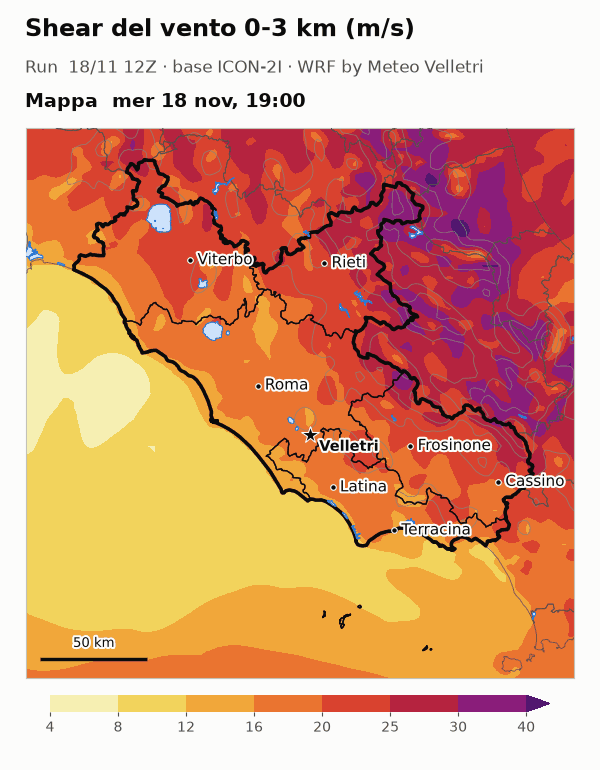 Shear del vento 0-3 km (m/s)
Run  18/11 12Z · base ICON-2I · WRF by Meteo Velletri
Mappa  mer 18 nov, 19:00
Viterbo
Rieti
Roma
Velletri
Frosinone
Latina
Cassino
Terracina
50 km
4 8 12 16 20 25 30 40